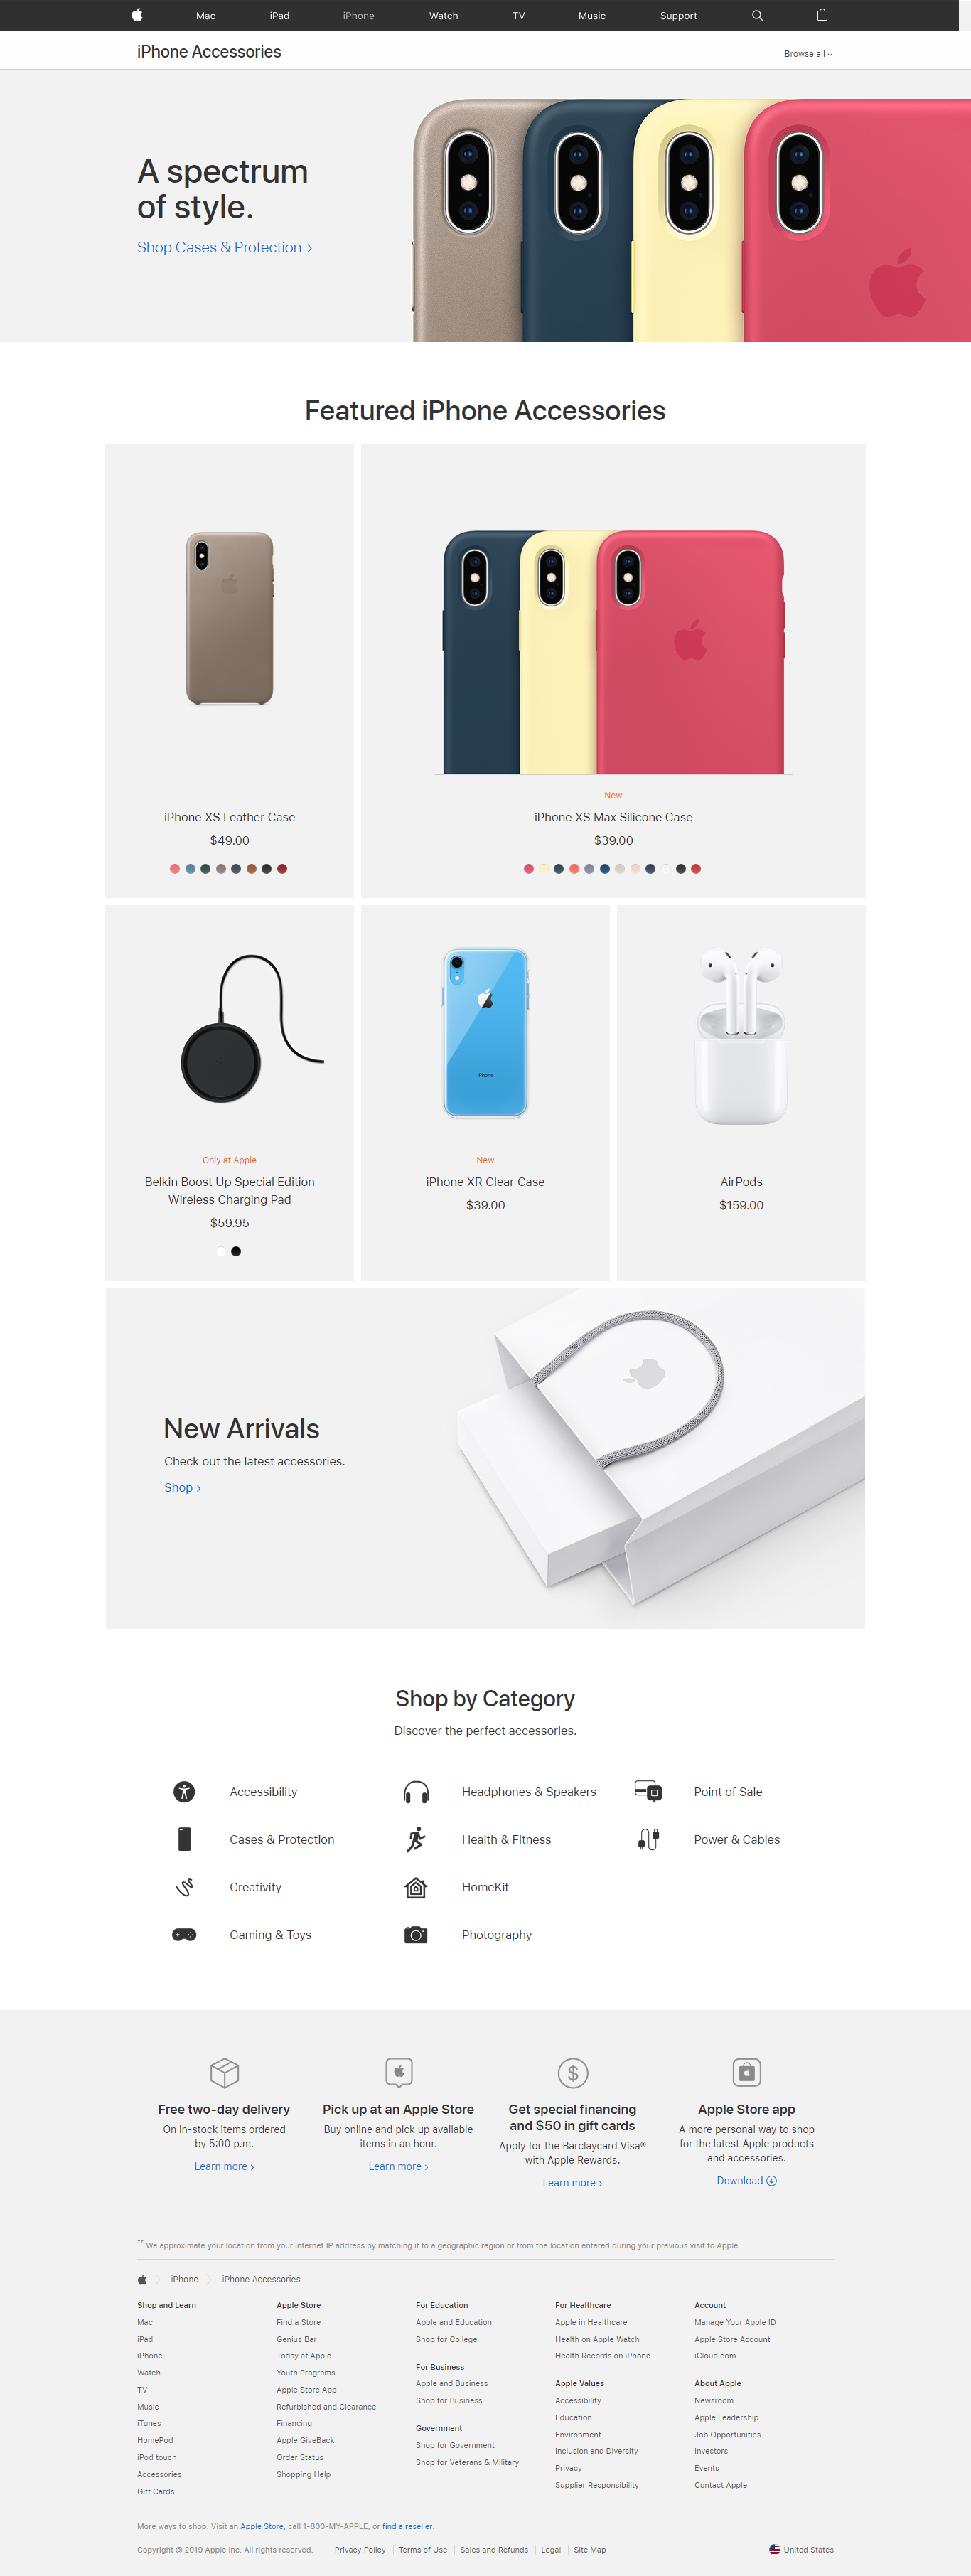 Mac
iPad
iPhone
Watch
TV
Music
Support
iPhone Accessories
Browse all
A spectrum
of style.
Shop Cases & Protection
Featured iPhone Accessories
iPhone XS Leather Case
$49.00
New
iPhone XS Max Silicone Case
$39.00
Only at Apple
Belkin Boost Up Special Edition
Wireless Charging Pad
$59.95
iPhone
New
iPhone XR Clear Case
$39.00
AirPods
$159.00
New Arrivals
Check out the latest accessories.
Shop
Shop by Category
Discover the perfect accessories.
Accessibility
Cases & Protection
Creativity
Gaming & Toys
Headphones & Speakers
Health & Fitness
HomeKit
Photography
Point of Sale
Power & Cables
Free two-day delivery
On in-stock items ordered
by 5:00 p.m.
Learn more
Pick up at an Apple Store
Buy online and pick up available
items in an hour.
Learn more
Get special financing
and $50 in gift cards
Apply for the Barclaycard Visa®
with Apple Rewards.
Learn more
Apple Store app
A more personal way to shop
for the latest Apple products
and accessories.
Download
We approximate your location from your Internet IP address by matching it to a geographic region or from the location entered during your previous visit to Apple.
iPhone
iPhone Accessories
Shop and Learn
Mac
iPad
iPhone
Watch
TV
Music
iTunes
HomePod
iPod touch
Accessories
Gift Cards
Apple Store
Find a Store
Genius Bar
Today at Apple
Youth Programs
Apple Store App
Refurbished and Clearance
Financing
Apple GiveBack
Order Status
Shopping Help
For Education
Apple and Education
Shop for College
For Business
Apple and Business
Shop for Business
Government
Shop for Government
Shop for Veterans & Military
For Healthcare
Apple in Healthcare
Health on Apple Watch
Health Records on iPhone
Apple Values
Accessibility
Education
Environment
Inclusion and Diversity
Privacy
Supplier Responsibility
Account
Manage Your Apple ID
Apple Store Account
iCloud.com
About Apple
Newsroom
Apple Leadership
Job Opportunities
Investors
Events
Contact Apple
More ways to shop: Visit an Apple Store, call 1-800-MY-APPLE, or find a reseller.
Copyright © 2019 Apple Inc. All rights reserved.
Privacy Policy
Terms of Use
Sales and Refunds
Legal
Site Map
United States